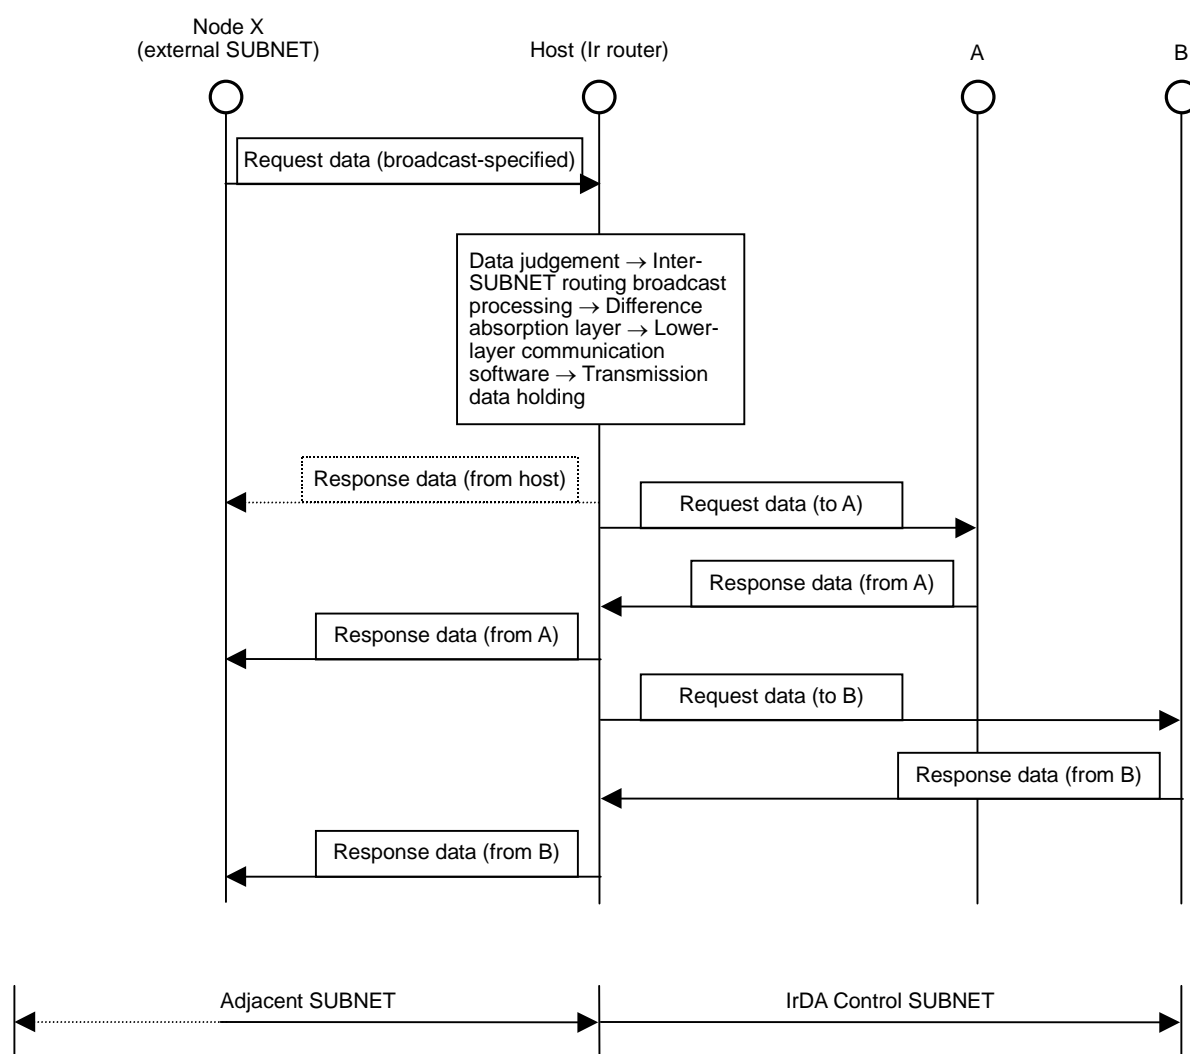 Node X
(external SUBNET)
Host (Ir router)
A
B
Request data (broadcast-specified)
Data judgement → Inter-
SUBNET routing broadcast
processing → Difference
absorption layer → Lower-
layer communication
software → Transmission
data holding
Response data (from host)
Request data (to A)
Response data (from A)
Response data (from A)
Request data (to B)
Response data (from B)
Response data (from B)
Adjacent SUBNET
IrDA Control SUBNET